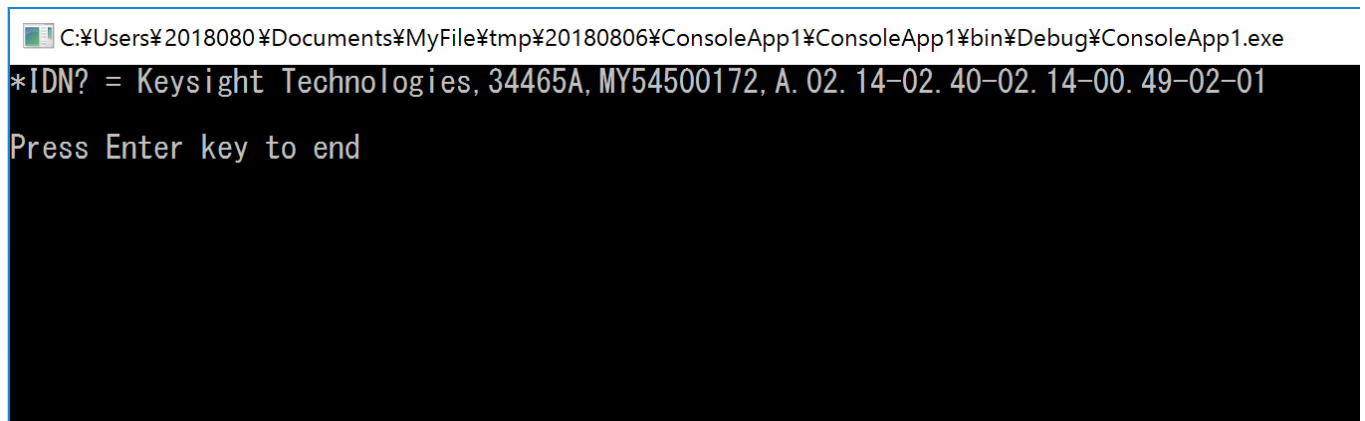 C:¥Users¥2018080¥Documents¥MyFile¥tmp¥20180806¥ConsoleApp1¥ConsoleApp1¥bin¥Debug¥ConsoleApp1.exe
*IDN? = Keysight Technologies,34465A,MY54500172,A.02.14-02.40-02.14-00.49-02-01
Press Enter key to end